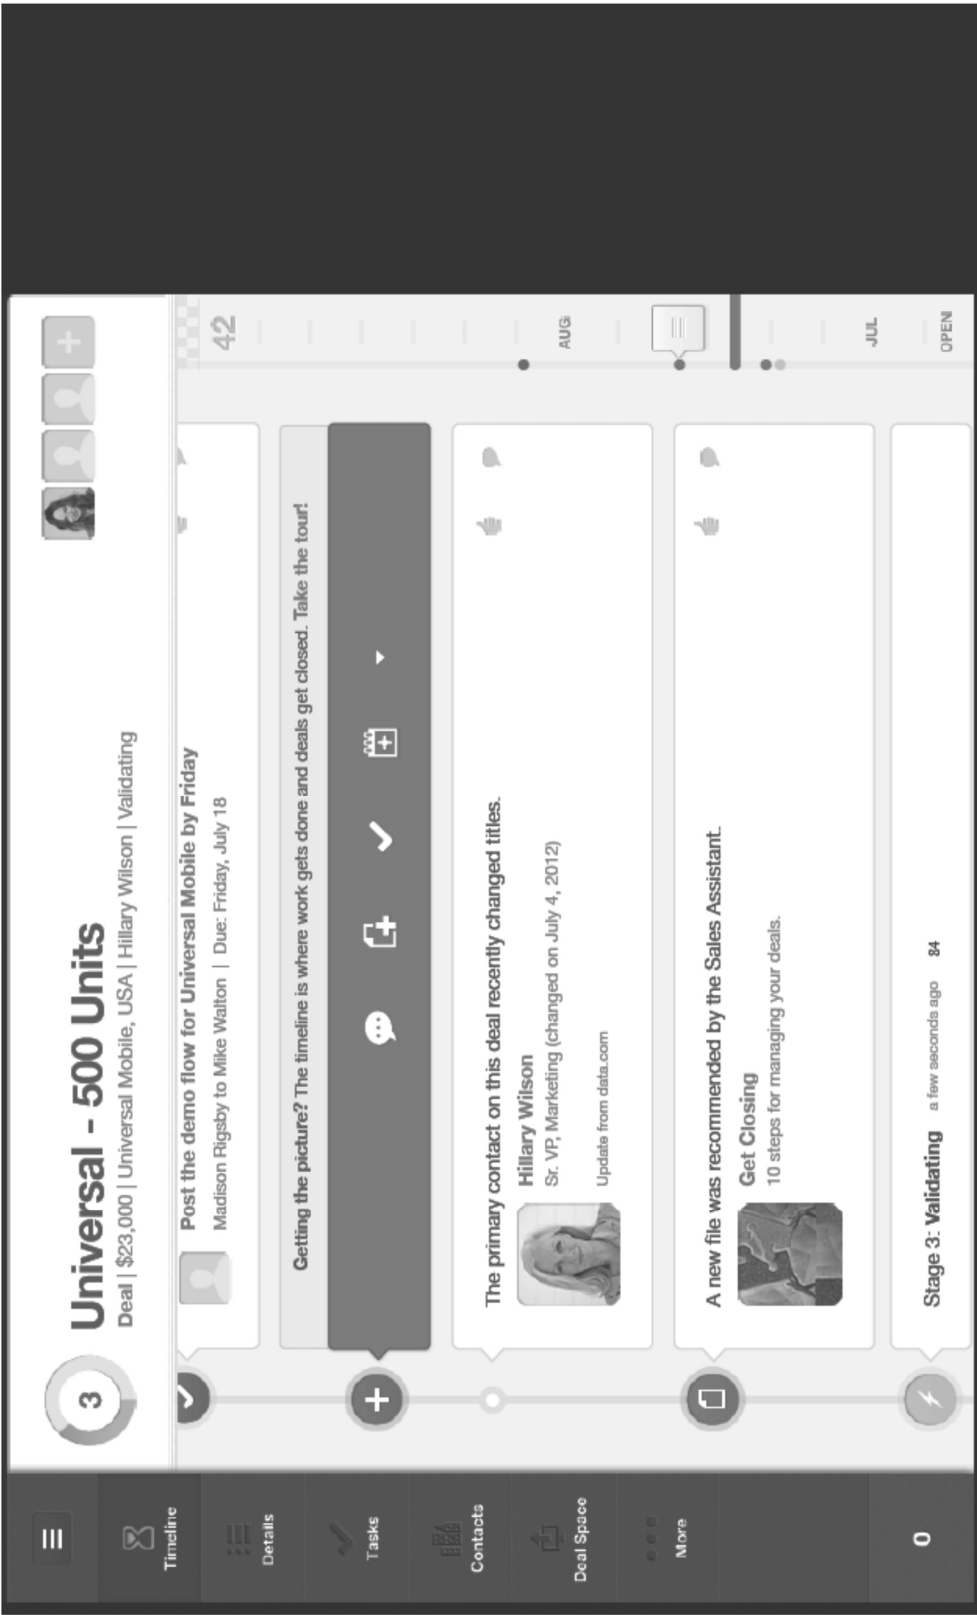 3
Universal – 500 Units
Deal | $23,000 | Universal Mobile, USA | Hillary Wilson | Validating
Timeline
Details
Tasks
Contacts
Deal Space
More
0
Post the demo flow for Universal Mobile by Friday
Madison Rigsby to Mike Walton | Due: Friday, July 18
Getting the picture? The timeline is where work gets done and deals get closed. Take the tour!
The primary contact on this deal recently changed titles.
Hillary Wilson
Sr. VP, Marketing (changed on July 4, 2012)
Update from data.com
A new file was recommended by the Sales Assistant.
Get Closing
10 steps for managing your deals.
Stage 3: Validating a few seconds ago 84
42
AUG
JUL
OPEN